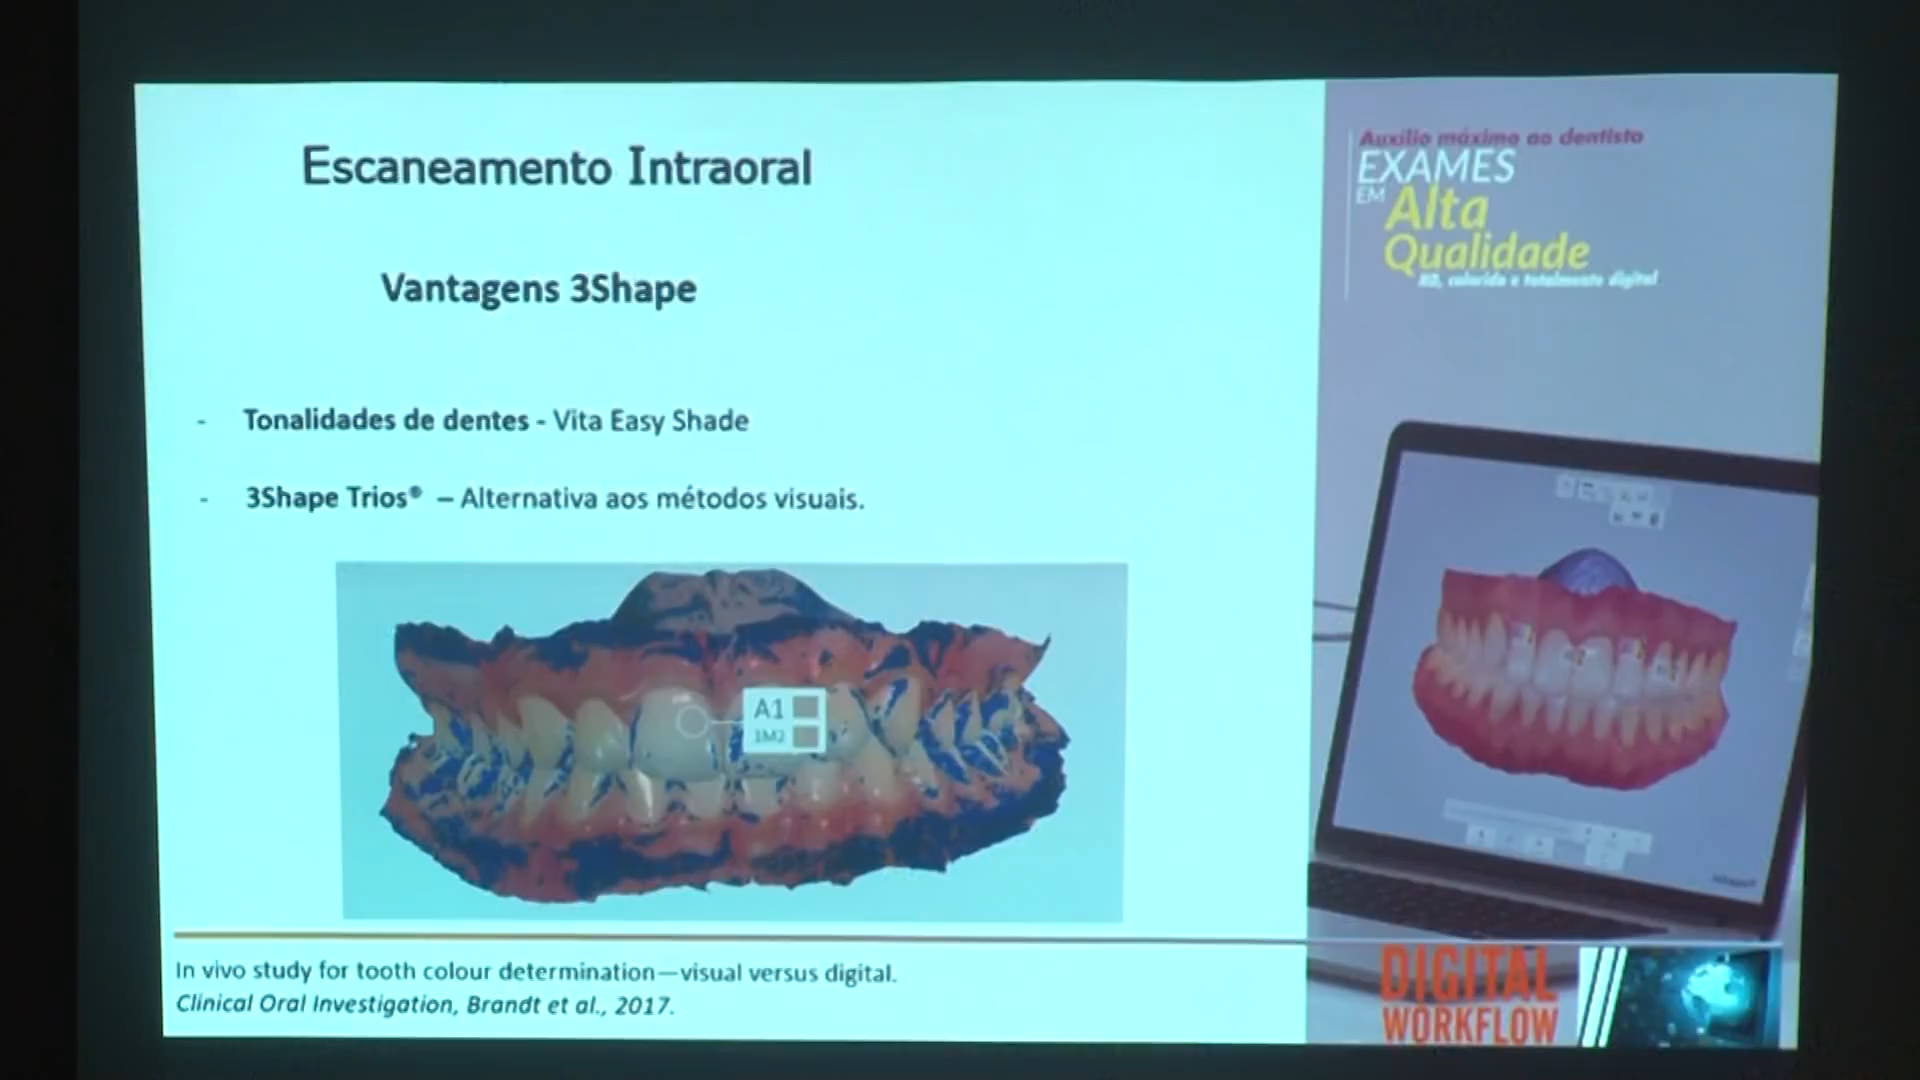 Escaneamento Intraoral
Vantagens 3Shape
- Tonalidades de dentes - Vita Easy Shade
- 3Shape Trios® – Alternativa aos métodos visuais.
A1
1M2
In vivo study for tooth colour determination—visual versus digital.
Clinical Oral Investigation, Brandt et al., 2017.
Auxílio máximo ao dentista
EXAMES
EM Alta
Qualidade
colorido e totalmente digital
DIGITAL
WORKFLOW